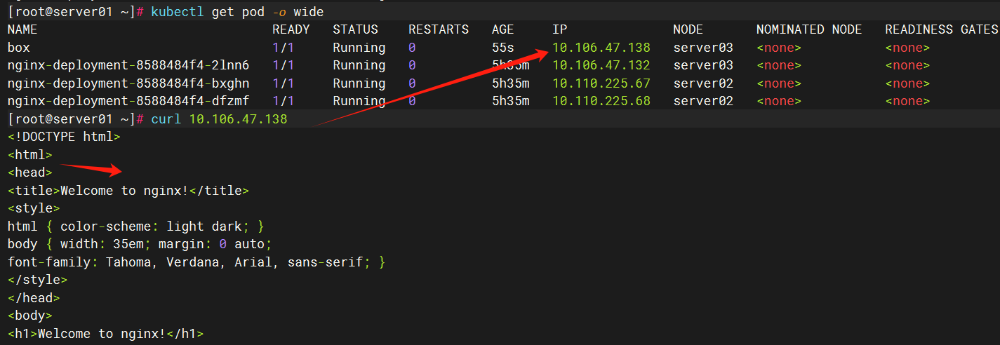 [root@server01 ~]# kubectl get pod -o wide
NAME READY STATUS RESTARTS AGE IP NODE NOMINATED NODE READINESS GATES
box 1/1 Running 0 55s 10.106.47.138 server03 <none> <none>
nginx-deployment-8588484f4-2lnn6 1/1 Running 0 5h35m 10.106.47.132 server03 <none> <none>
nginx-deployment-8588484f4-bxghn 1/1 Running 0 5h35m 10.110.225.67 server02 <none> <none>
nginx-deployment-8588484f4-dfzmf 1/1 Running 0 5h35m 10.110.225.68 server02 <none> <none>
[root@server01 ~]# curl 10.106.47.138
<!DOCTYPE html>
<html>
<head>
<title>Welcome to nginx!</title>
<style>
html { color-scheme: light dark; }
body { width: 35em; margin: 0 auto;
font-family: Tahoma, Verdana, Arial, sans-serif; }
</style>
</head>
<body>
<h1>Welcome to nginx!</h1>